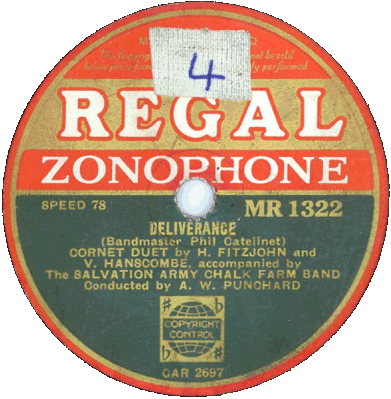 4
REGAL
ZONOPHONE
SPEED 78
MR 1322
DELIVERANCE
(Bandmaster Phil Catelinet)
CORNET DUET by H. FITZJOHN and
V. HANSCOMBE, accompanied by
The SALVATION ARMY CHALK FARM BAND
Conducted by A. W. PUNCHARD
COPYRIGHT
CONTROL
CAR 2697